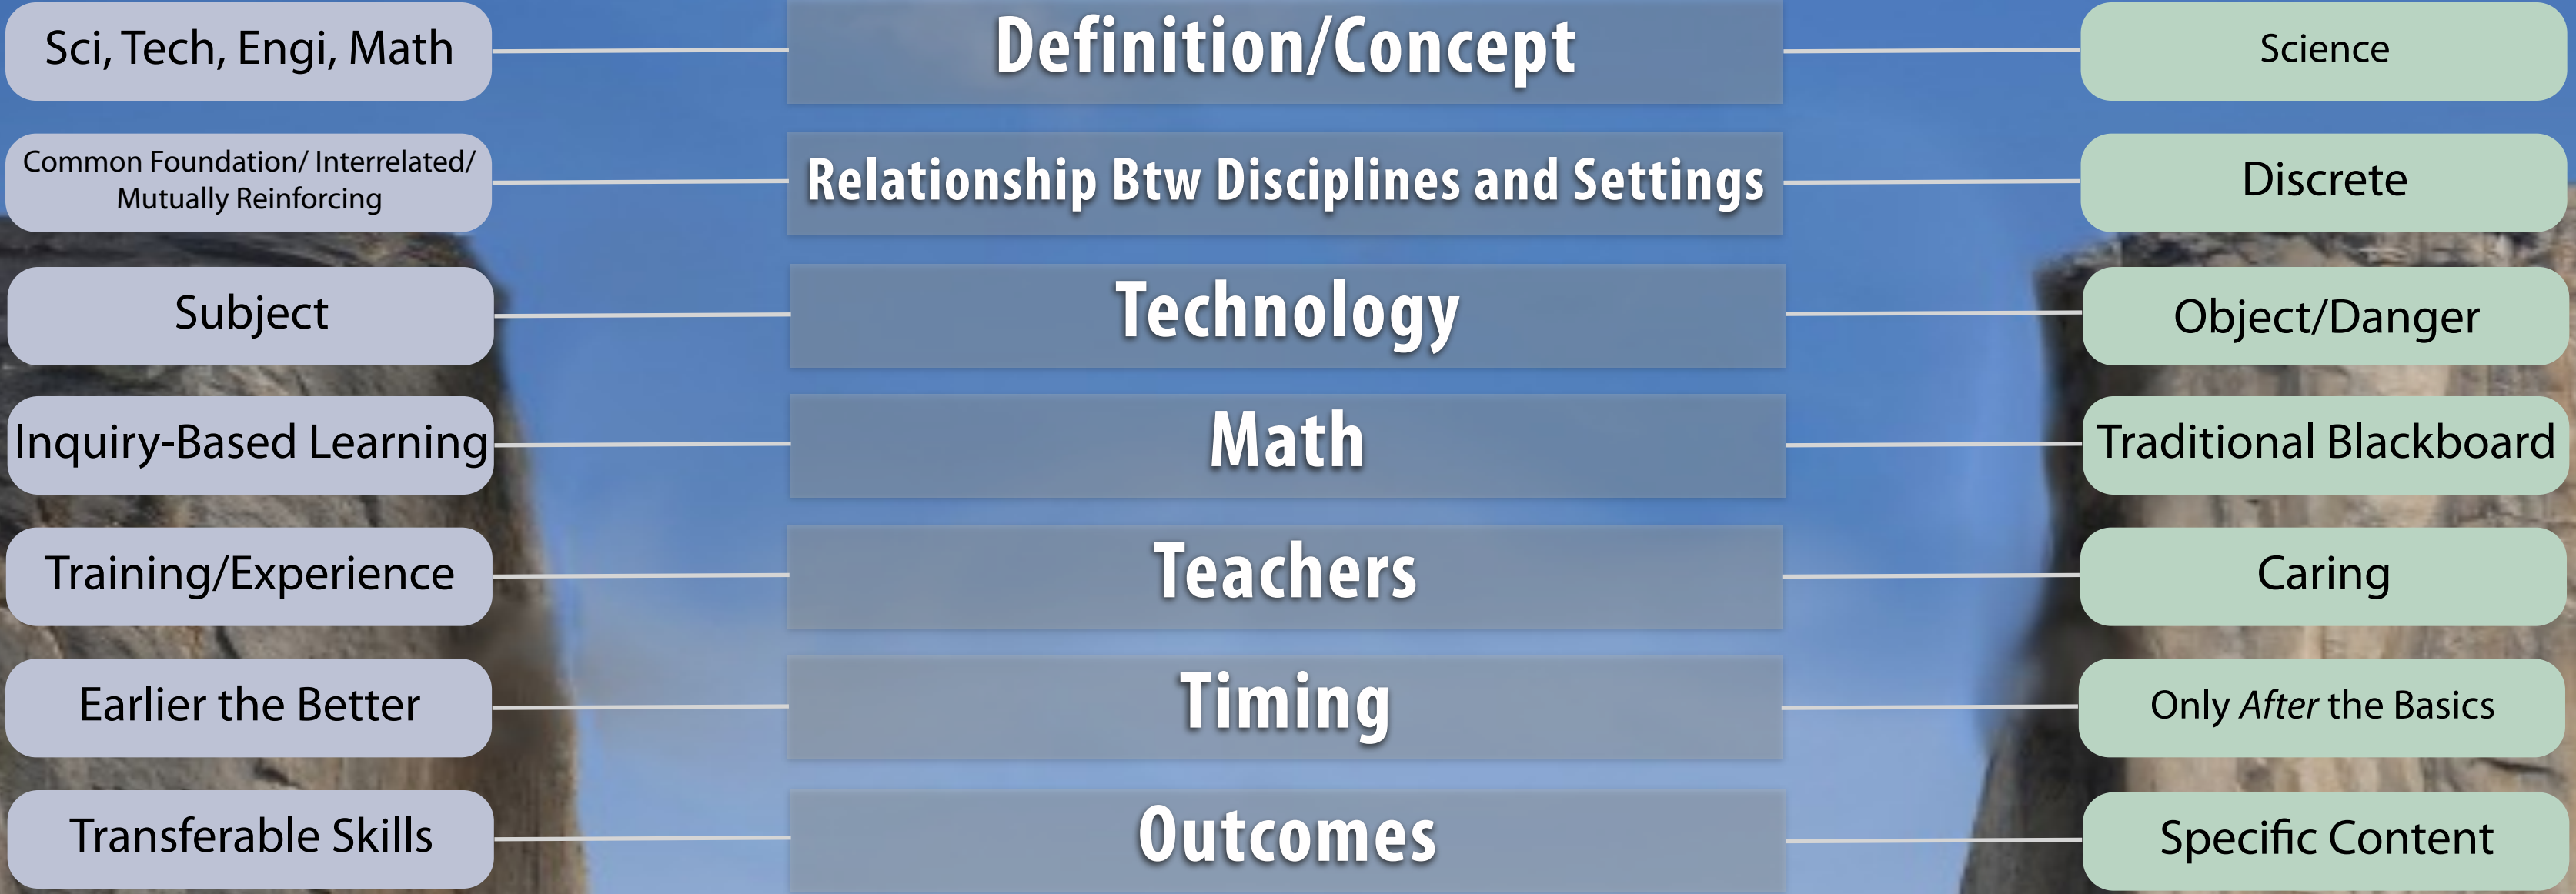 Sci, Tech, Engi, Math
Definition/Concept
Science
Common Foundation/ Interrelated/
Mutually Reinforcing
Relationship Btw Disciplines and Settings
Discrete
Subject
Technology
Object/Danger
Inquiry-Based Learning
Math
Traditional Blackboard
Training/Experience
Teachers
Caring
Earlier the Better
Timing
Only After the Basics
Transferable Skills
Outcomes
Specific Content